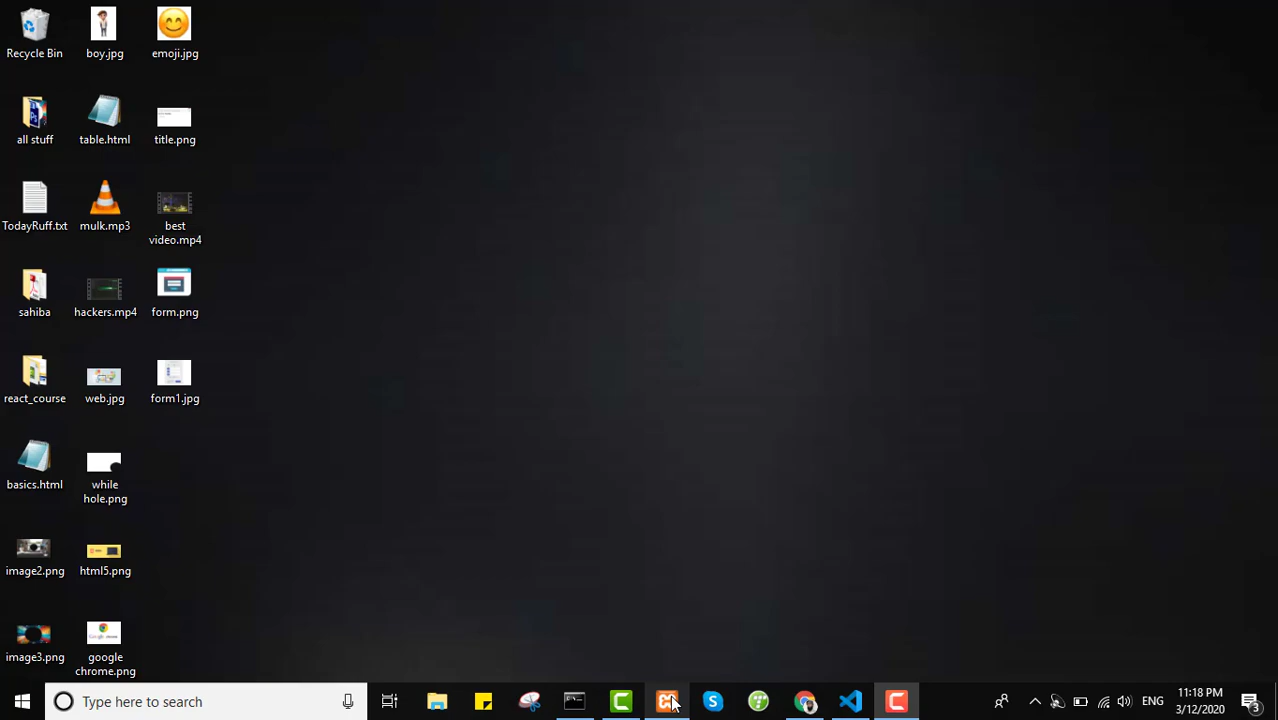 Recycle Bin
boy.jpg
emoji.jpg
all stuff
table.html
title.png
TodayRuff.txt
mulk.mp3
best
video.mp4
sahiba
hackers.mp4
form.png
react_course
web.jpg
form1.jpg
basics.html
while
hole.png
image2.png
html5.png
image3.png
google
chrome.png
Type here to search
ENG
11:18 PM
3/12/2020
3